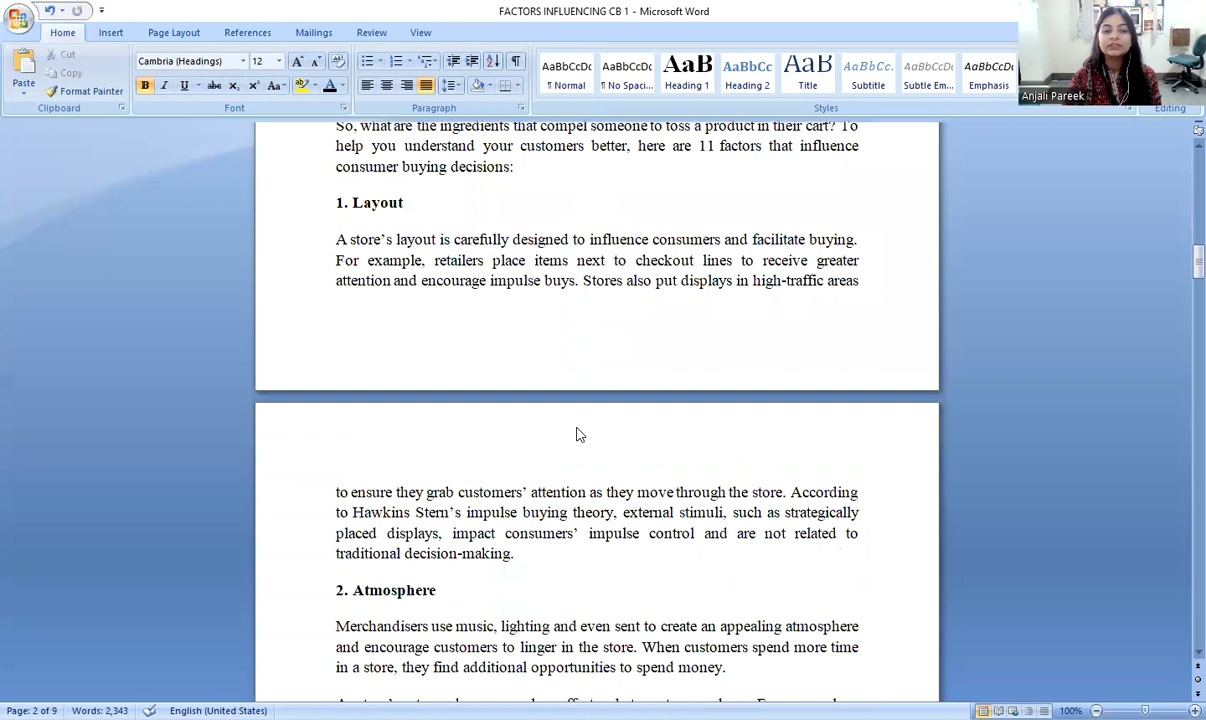 FACTORS INFLUENCING CB 1 - Microsoft Word
Home Insert Page Layout References Mailings Review View
Paste
Cut
Copy
Format Painter
Clipboard
Cambria (Headings) 12
Font
Paragraph
AaBbCcDc AaBbCcDc AaB AaBbCc AaB AaBbCc. AaBbCcDc AaBbCcDc
¶ Normal ¶ No Spaci... Heading 1 Heading 2 Title Subtitle Subtle Em... Emphasis
Styles
Editing
Anjali Pareek
So, what are the ingredients that compel someone to toss a product in their cart? To
help you understand your customers better, here are 11 factors that influence
consumer buying decisions:
1. Layout
A store’s layout is carefully designed to influence consumers and facilitate buying.
For example, retailers place items next to checkout lines to receive greater
attention and encourage impulse buys. Stores also put displays in high-traffic areas
to ensure they grab customers’ attention as they move through the store. According
to Hawkins Stern’s impulse buying theory, external stimuli, such as strategically
placed displays, impact consumers’ impulse control and are not related to
traditional decision-making.
2. Atmosphere
Merchandisers use music, lighting and even sent to create an appealing atmosphere
and encourage customers to linger in the store. When customers spend more time
in a store, they find additional opportunities to spend money.
Page: 2 of 9 Words: 2,343 English (United States) 100%